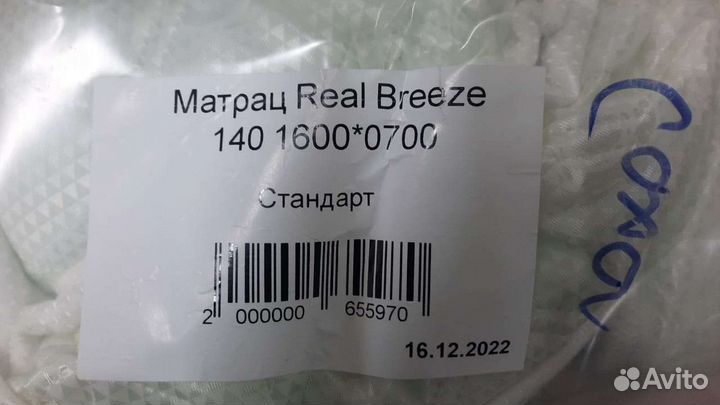 Матрац Real Breeze
140 1600*0700
Стандарт
2 000000 655970
16.12.2022
Avito